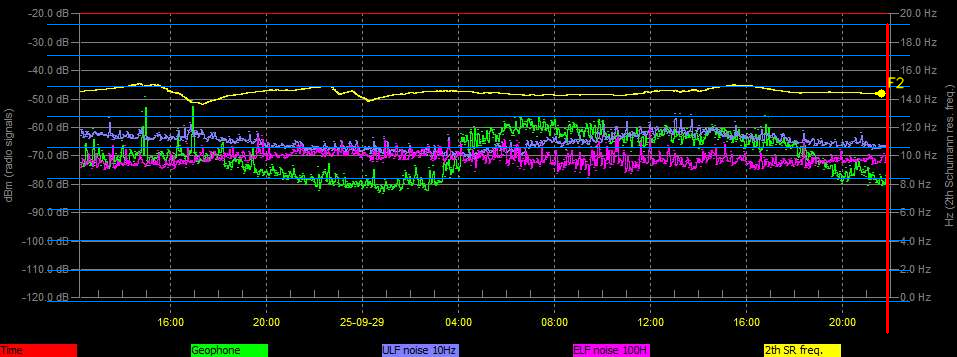 -20.0 dB 20.0 Hz
-30.0 dB 18.0 Hz
-40.0 dB 16.0 Hz
F2
-50.0 dB 14.0 Hz
-60.0 dB 12.0 Hz
-70.0 dB 10.0 Hz
-80.0 dB 8.0 Hz
-90.0 dB 6.0 Hz
-100.0 dB 4.0 Hz
-110.0 dB 2.0 Hz
-120.0 dB 0.0 Hz
dBm (radio signals)
Hz (2th Schumann res. freq.)
16:00 20:00 25-09-29 04:00 08:00 12:00 16:00 20:00
Time Geophone ULF noise 10Hz ELF noise 100H 2th SR freq.